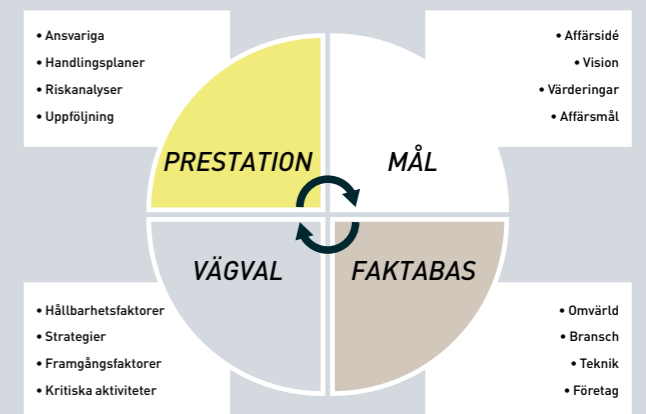 • Ansvariga
• Handlingsplaner
• Riskanalyser
• Uppföljning
• Affärsidé
• Vision
• Värderingar
• Affärsmål
PRESTATION
MÅL
VÄGVAL
FAKTABAS
• Hållbarhetsfaktorer
• Strategier
• Framgångsfaktorer
• Kritiska aktiviteter
• Omvärld
• Bransch
• Teknik
• Företag